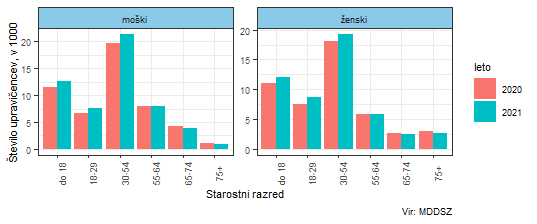 moški
ženski
Število upravičencev, v 1000
20
15
10
5
0
20
15
10
5
0
do 18
18-29
30-54
55-64
65-74
75+
do 18
18-29
30-54
55-64
65-74
75+
Starostni razred
leto
2020
2021
Vir: MDDSZ